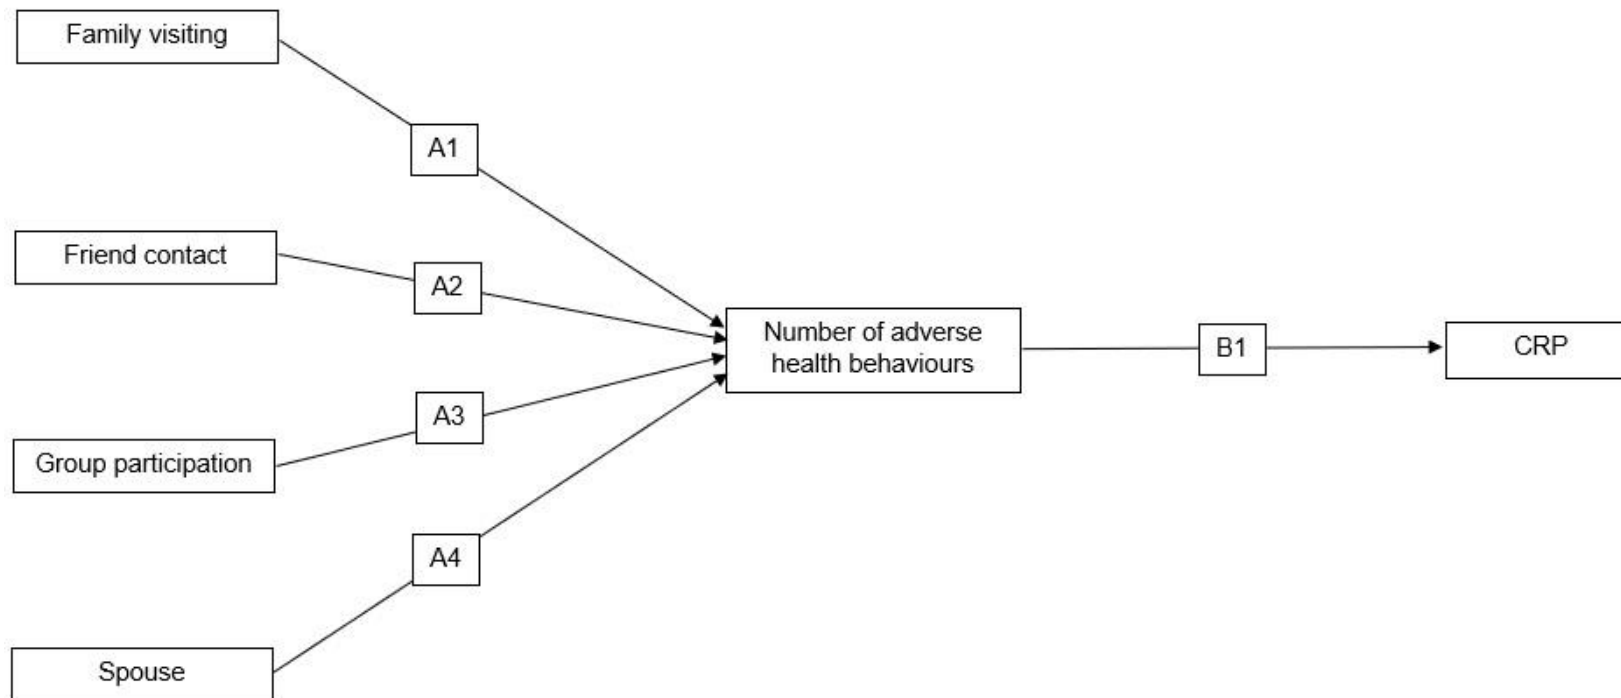 Family visiting
A1
Friend contact
A2
Number of adverse
health behaviours
B1
CRP
A3
Group participation
A4
Spouse